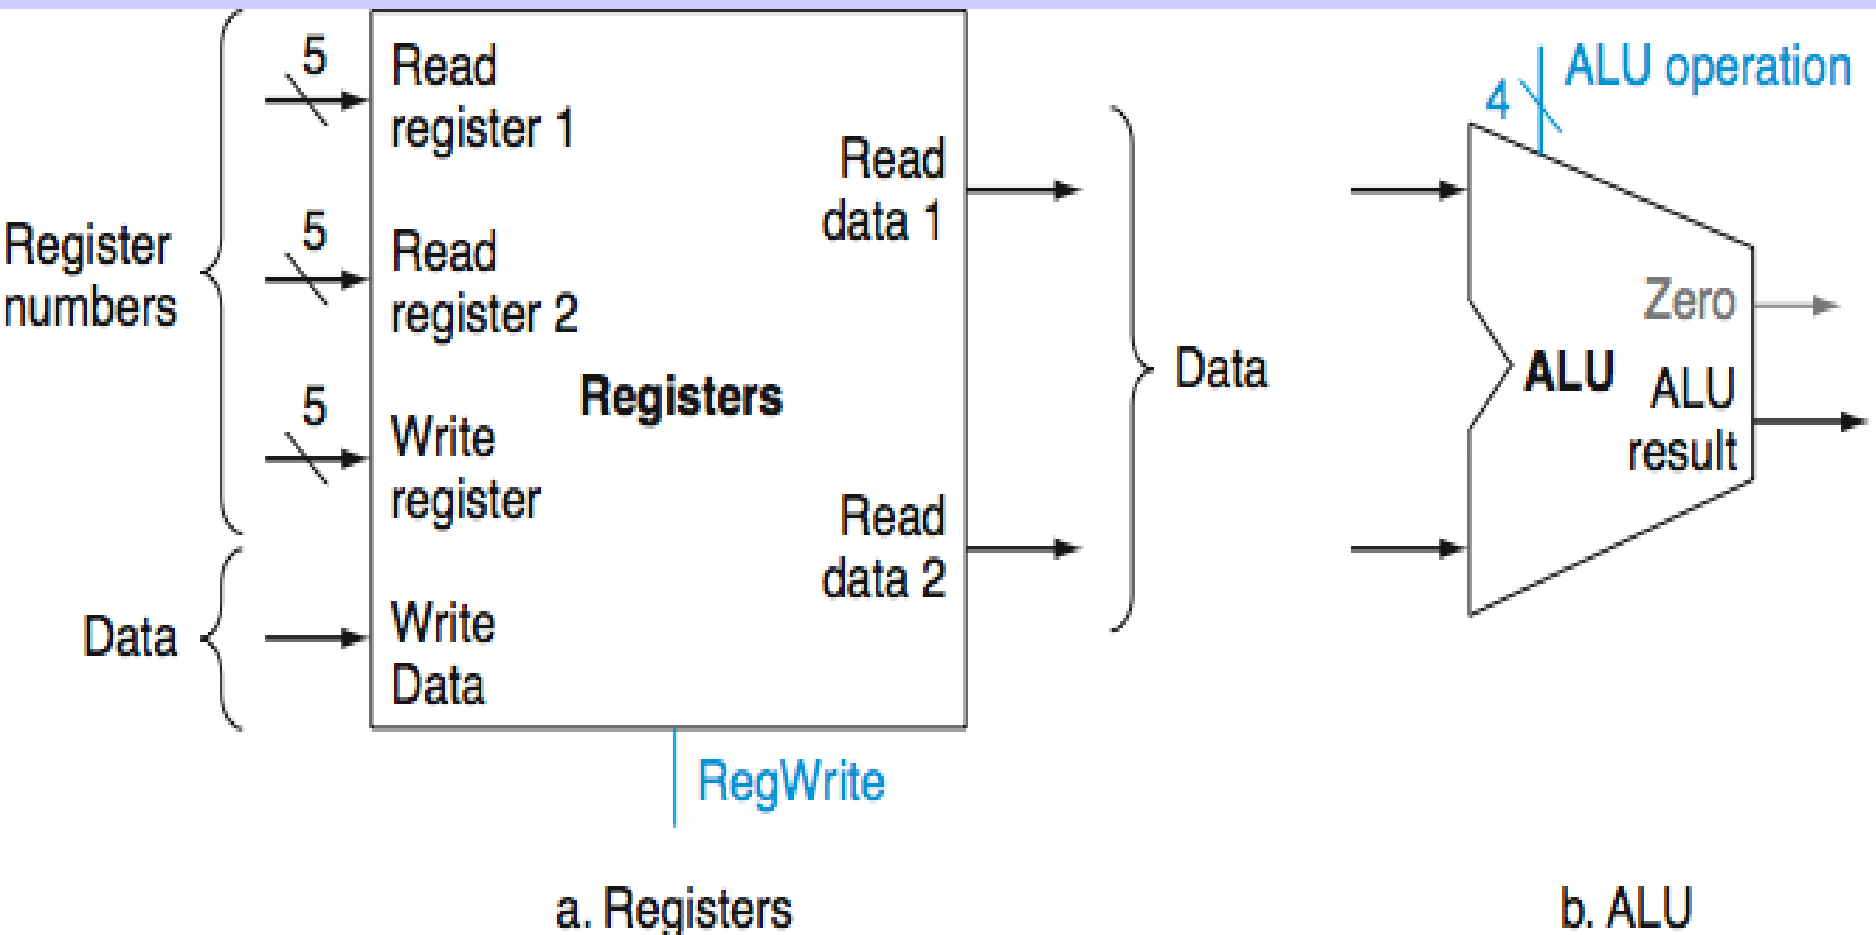 Register
numbers
Data
5
Read
register 1
5
Read
register 2
5
Write
register
Write
Data
Registers
Read
data 1
Read
data 2
RegWrite
Data
4
ALU operation
ALU
Zero
ALU
result
a. Registers
b. ALU